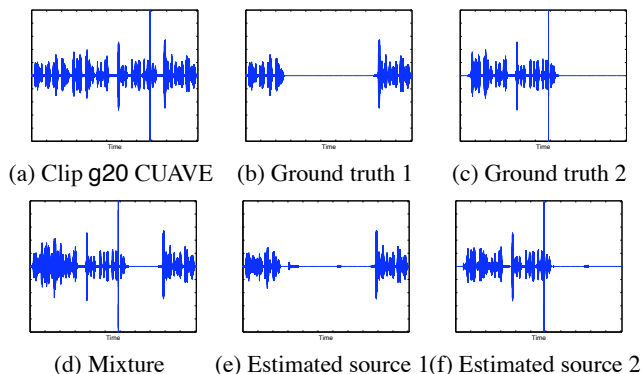 Time Time Time
(a) Clip g20 CUAVE (b) Ground truth 1 (c) Ground truth 2
Time Time Time
(d) Mixture (e) Estimated source 1(f) Estimated source 2